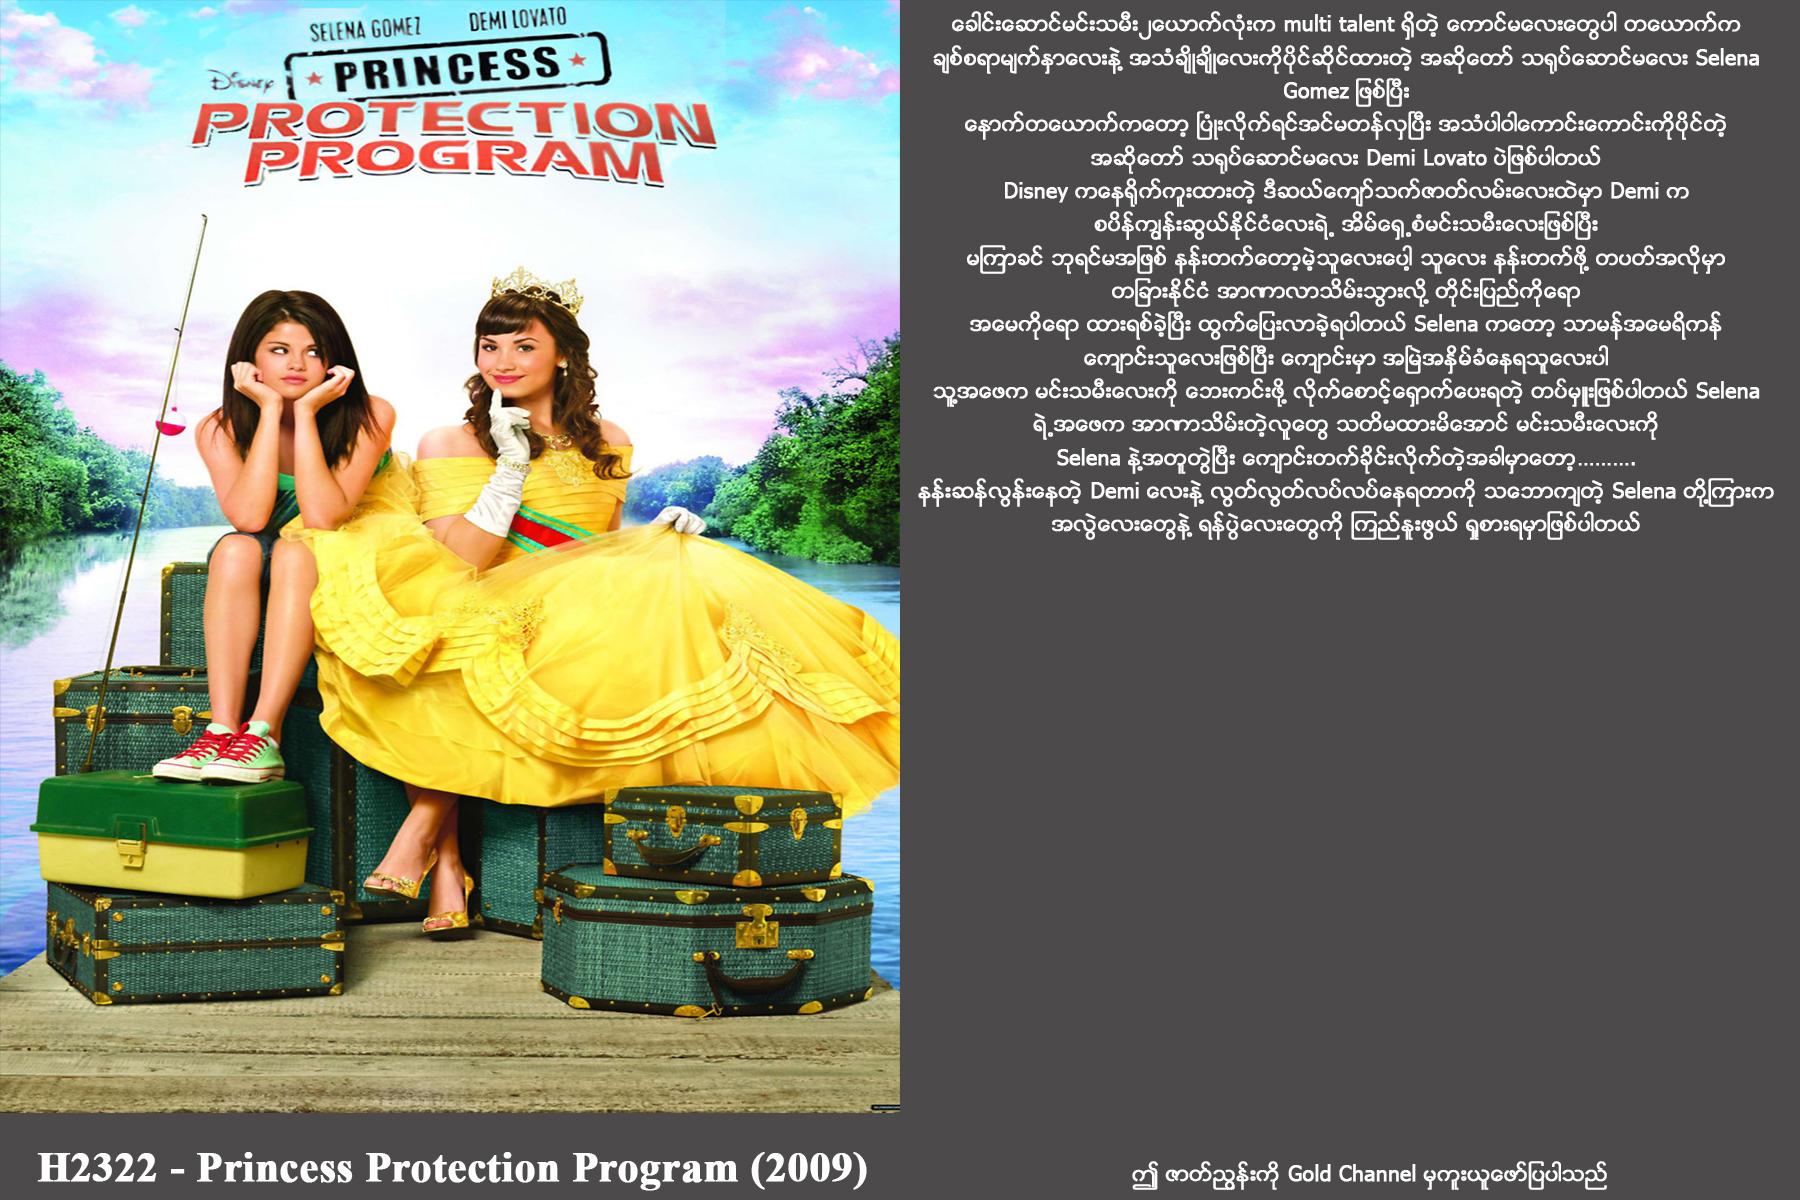 SELENA GOMEZ DEMI LOVATO
Disney PRINCESS
PROTECTION
PROGRAM
ခေါင်းဆောင်မင်းသမီး၂ယောက်လုံးက multi talent ရှိတဲ့ ကောင်မလေးတွေပါ တယောက်က
ချစ်စရာမျက်နှာလေးနဲ့ အသံချိုချိုလေးကိုပိုင်ဆိုင်ထားတဲ့ အဆိုတော် သရုပ်ဆောင်မလေး Selena
Gomez ဖြစ်ပြီး
နောက်တယောက်ကတော့ ပြုံးလိုက်ရင်အင်မတန်လှပြီး အသံပါဝါကောင်းကောင်းကိုပိုင်တဲ့
အဆိုတော် သရုပ်ဆောင်မလေး Demi Lovato ပဲဖြစ်ပါတယ်
Disney ကနေရိုက်ကူးထားတဲ့ ဒီဆယ်ကျော်သက်ဇာတ်လမ်းလေးထဲမှာ Demi က
စပိန်ကျွန်းဆွယ်နိုင်ငံလေးရဲ့ အိမ်ရှေ့စံမင်းသမီးလေးဖြစ်ပြီး
မကြာခင် ဘုရင်မအဖြစ် နန်းတက်တော့မဲ့သူလေးပေါ့ သူလေး နန်းတက်ဖို့ တပတ်အလိုမှာ
တခြားနိုင်ငံ အာဏာလာသိမ်းသွားလို့ တိုင်းပြည်ကိုရော
အမေကိုရော ထားရစ်ခဲ့ပြီး ထွက်ပြေးလာခဲ့ရပါတယ် Selena ကတော့ သာမန်အမေရိကန်
ကျောင်းသူလေးဖြစ်ပြီး ကျောင်းမှာ အမြဲအနှိမ်ခံနေရသူလေးပါ
သူ့အဖေက မင်းသမီးလေးကို ဘေးကင်းဖို့ လိုက်စောင့်ရှောက်ပေးရတဲ့ တပ်မှူးဖြစ်ပါတယ် Selena
ရဲ့အဖေက အာဏာသိမ်းတဲ့လူတွေ သတိမထားမိအောင် မင်းသမီးလေးကို
Selena နဲ့အတူတွဲပြီး ကျောင်းတက်ခိုင်းလိုက်တဲ့အခါမှာတော့.........
နန်းဆန်လွန်းနေတဲ့ Demi လေးနဲ့ လွတ်လွတ်လပ်လပ်နေရတာကို သဘောကျတဲ့ Selena တို့ကြားက
အလွဲလေးတွေနဲ့ ရန်ပွဲလေးတွေကို ကြည်နူးဖွယ် ရှုစားရမှာဖြစ်ပါတယ်
H2322 - Princess Protection Program (2009)
ဤ ဇာတ်ညွှန်းကို Gold Channel မှကူးယူဖော်ပြပါသည်